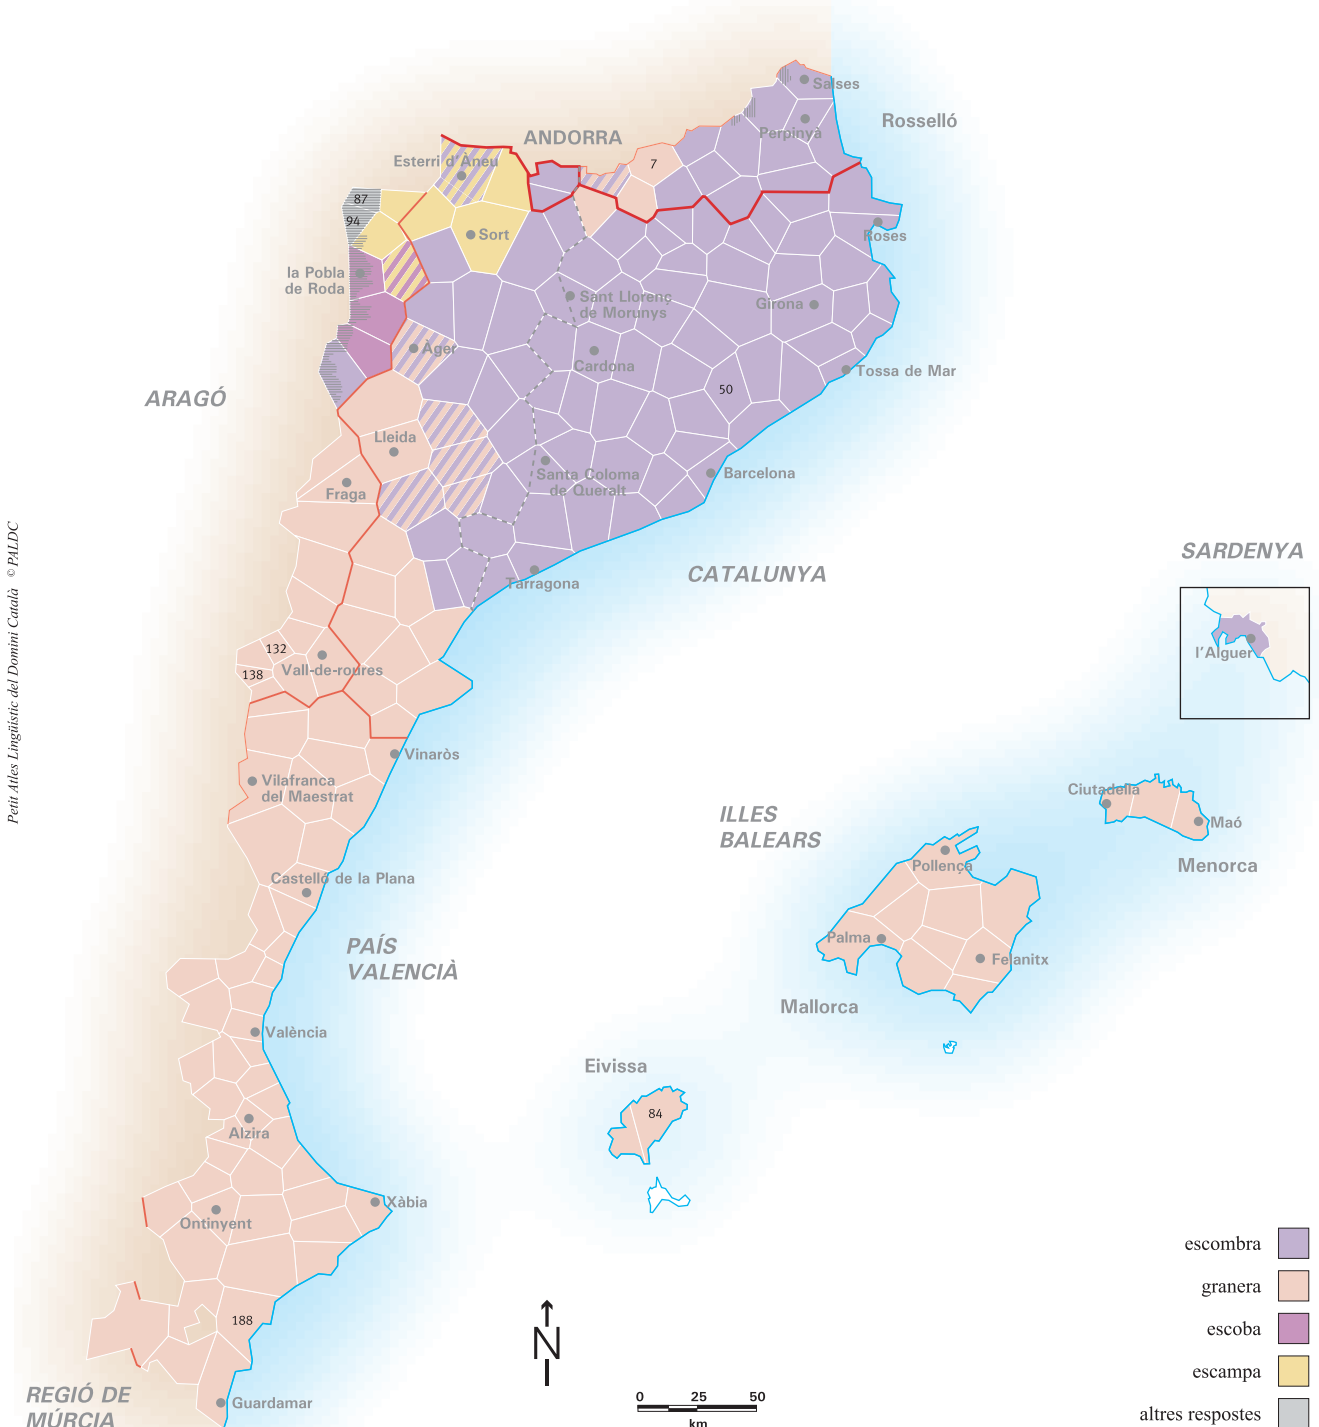 Salses
Rosselló
Perpinyà
ANDORRA
Esterri d'Àneu
7
87
94
Sort
Roses
la Pobla
de Roda
Sant Llorenç
de Morunys
Girona
Àger
Cardona
Tossa de Mar
ARAGÓ
50
Lleida
Santa Coloma
de Queralt
Barcelona
Fraga
Petit Atles Lingüístic del Domini Català © PALDC
SARDENYA
CATALUNYA
Tarragona
l'Alguer
132
138
Vall-de-roures
Vinaròs
Vilafranca
del Maestrat
Ciutadella
Maó
ILLES
BALEARS
Pollença
Menorca
Castelló de la Plana
PAÍS
VALENCIÀ
Palma
Felanitx
Mallorca
València
Eivissa
84
Alzira
Xàbia
Ontinyent
188
N
REGIÓ DE
MÚRCIA
Guardamar
0 25 50
km
escombra
granera
escoba
escampa
altres respostes